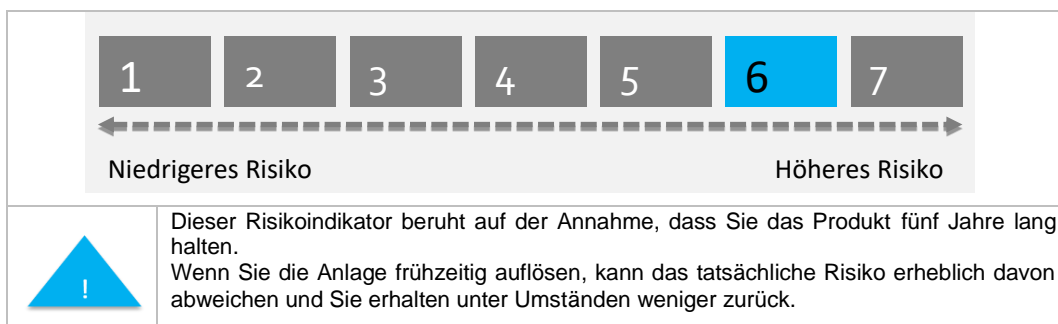 1 2 3 4 5 6 7
Niedrigeres Risiko Höheres Risiko
Dieser Risikoindikator beruht auf der Annahme, dass Sie das Produkt fünf Jahre lang
halten.
Wenn Sie die Anlage frühzeitig auflösen, kann das tatsächliche Risiko erheblich davon
abweichen und Sie erhalten unter Umständen weniger zurück.
!